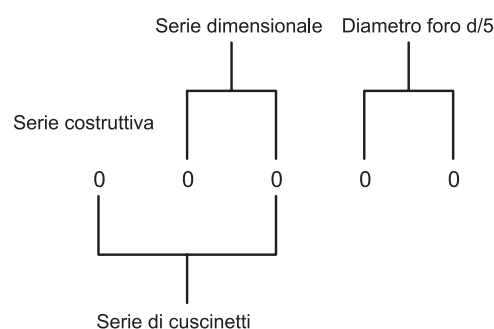 Serie dimensionale Diametro foro d/5
Serie costruttiva
0 0 0 0 0
Serie di cuscinetti